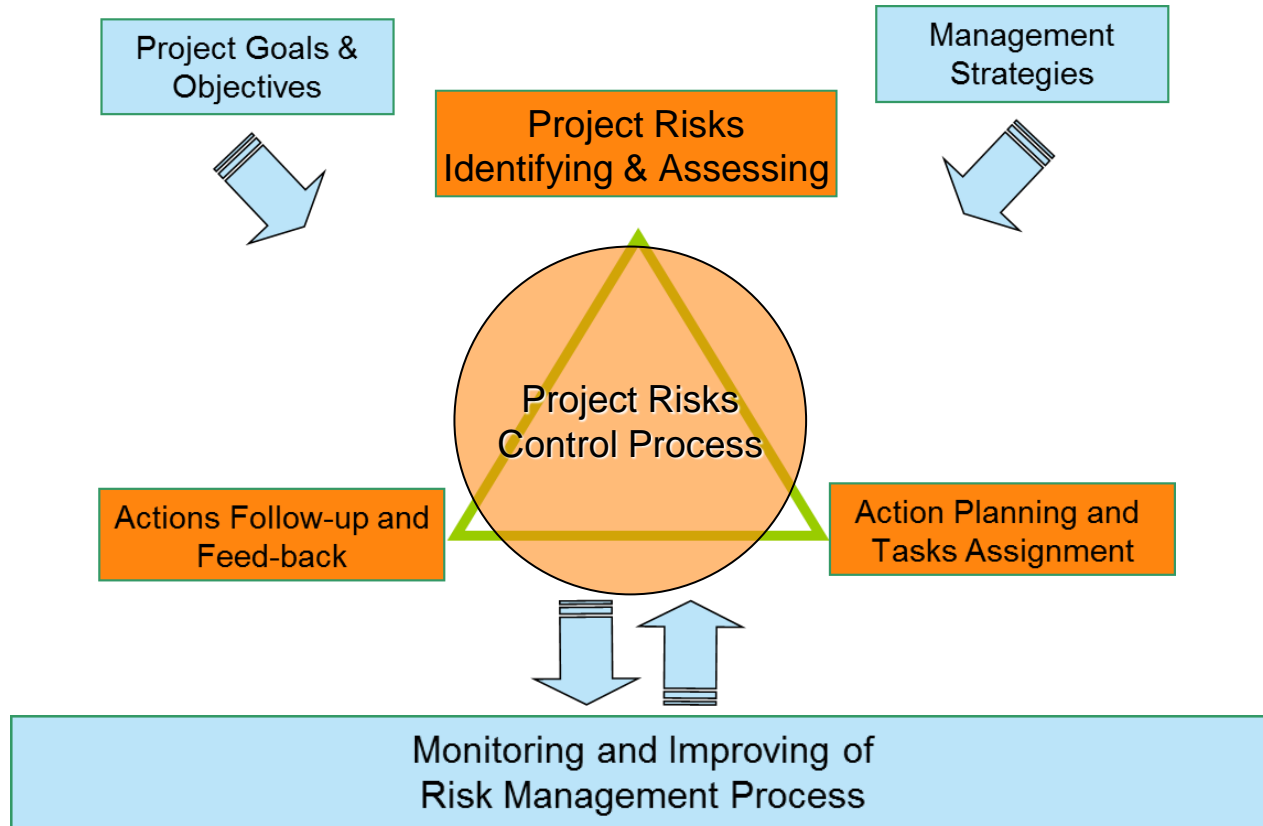 Project Goals &
Objectives
Management
Strategies
Project Risks
Identifying & Assessing
Project Risks
Control Process
Actions Follow-up and
Feed-back
Action Planning and
Tasks Assignment
Monitoring and Improving of
Risk Management Process